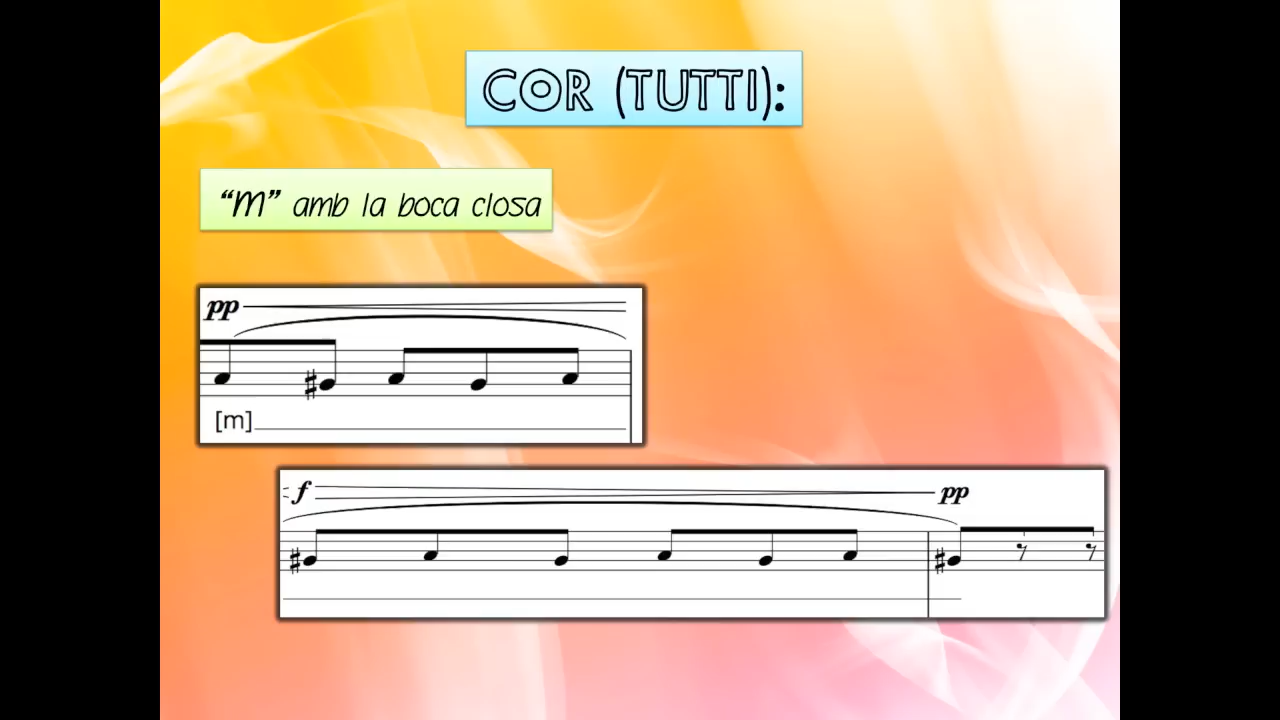 COR (TUTTI):
“M” amb la boca closa
pp
[m]
f
pp